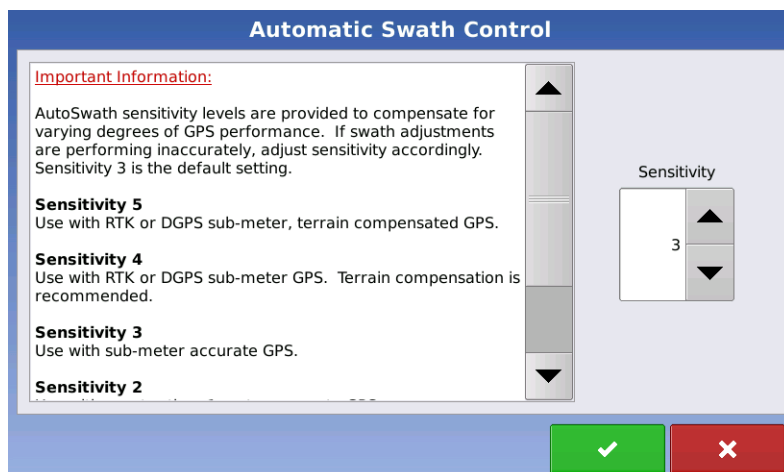 Automatic Swath Control
Important Information:
AutoSwath sensitivity levels are provided to compensate for
varying degrees of GPS performance.  If swath adjustments
are performing inaccurately, adjust sensitivity accordingly.
Sensitivity 3 is the default setting.
Sensitivity 5
Use with RTK or DGPS sub-meter, terrain compensated GPS.
Sensitivity 4
Use with RTK or DGPS sub-meter GPS.  Terrain compensation is
recommended.
Sensitivity 3
Use with sub-meter accurate GPS.
Sensitivity 2
Sensitivity
3